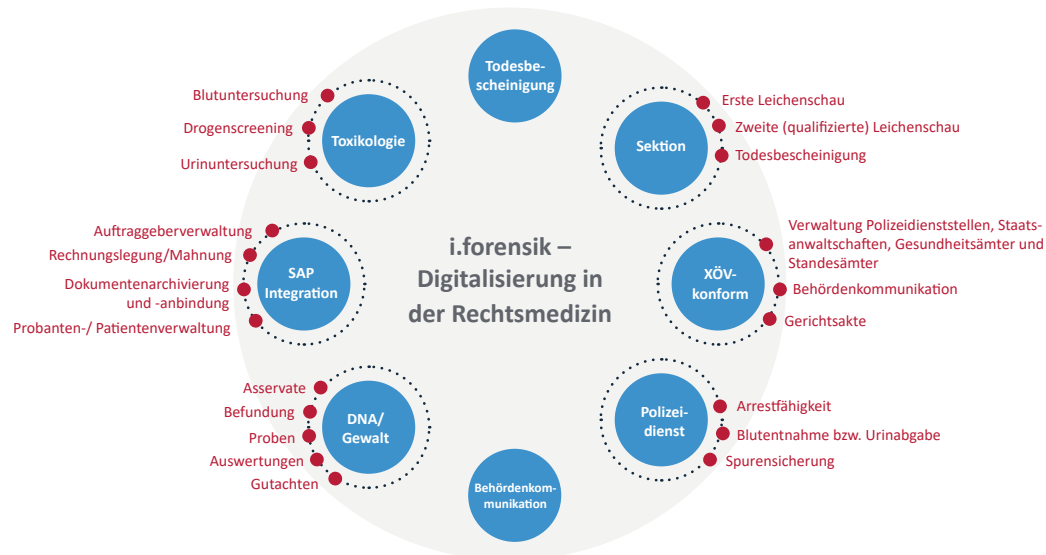 Todesbe-
scheinigung
Blutuntersuchung
Drogenscreening
Urinuntersuchung
Toxikologie
Sektion
Erste Leichenschau
Zweite (qualifizierte) Leichenschau
Todesbescheinigung
Auftraggeberverwaltung
Rechnungslegung/Mahnung
Dokumentenarchivierung
und -anbindung
Probanten-/ Patientenverwaltung
SAP
Integration
i.forensik –
Digitalisierung in
der Rechtsmedizin
XÖV-
konform
Verwaltung Polizeidienststellen, Staats-
anwaltschaften, Gesundheitsämter und
Standesämter
Behördenkommunikation
Gerichtsakte
Asservate
Befundung
Proben
Auswertungen
Gutachten
DNA/
Gewalt
Polizei-
dienst
Arrestfähigkeit
Blutentnahme bzw. Urinabgabe
Spurensicherung
Behördenkom-
munikation